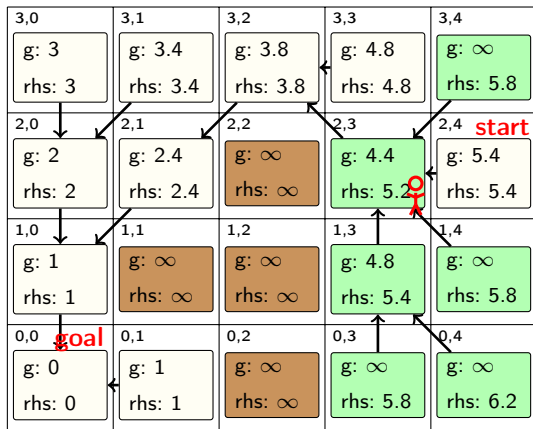 3,0 3,1 3,2 3,3 3,4
g: 3 g: 3.4 g: 3.8 g: 4.8 g: ∞
rhs: 3 rhs: 3.4 rhs: 3.8 rhs: 4.8 rhs: 5.8
2,0 2,1 2,2 2,3 2,4 start
g: 2 g: 2.4 g: ∞ g: 4.4 g: 5.4
rhs: 2 rhs: 2.4 rhs: ∞ rhs: 5.2 rhs: 5.4
1,0 1,1 1,2 1,3 1,4
g: 1 g: ∞ g: ∞ g: 4.8 g: ∞
rhs: 1 rhs: ∞ rhs: ∞ rhs: 5.4 rhs: 5.8
0,0 goal 0,1 0,2 0,3 0,4
g: 0 g: 1 g: ∞ g: ∞ g: ∞
rhs: 0 rhs: 1 rhs: ∞ rhs: 5.8 rhs: 6.2